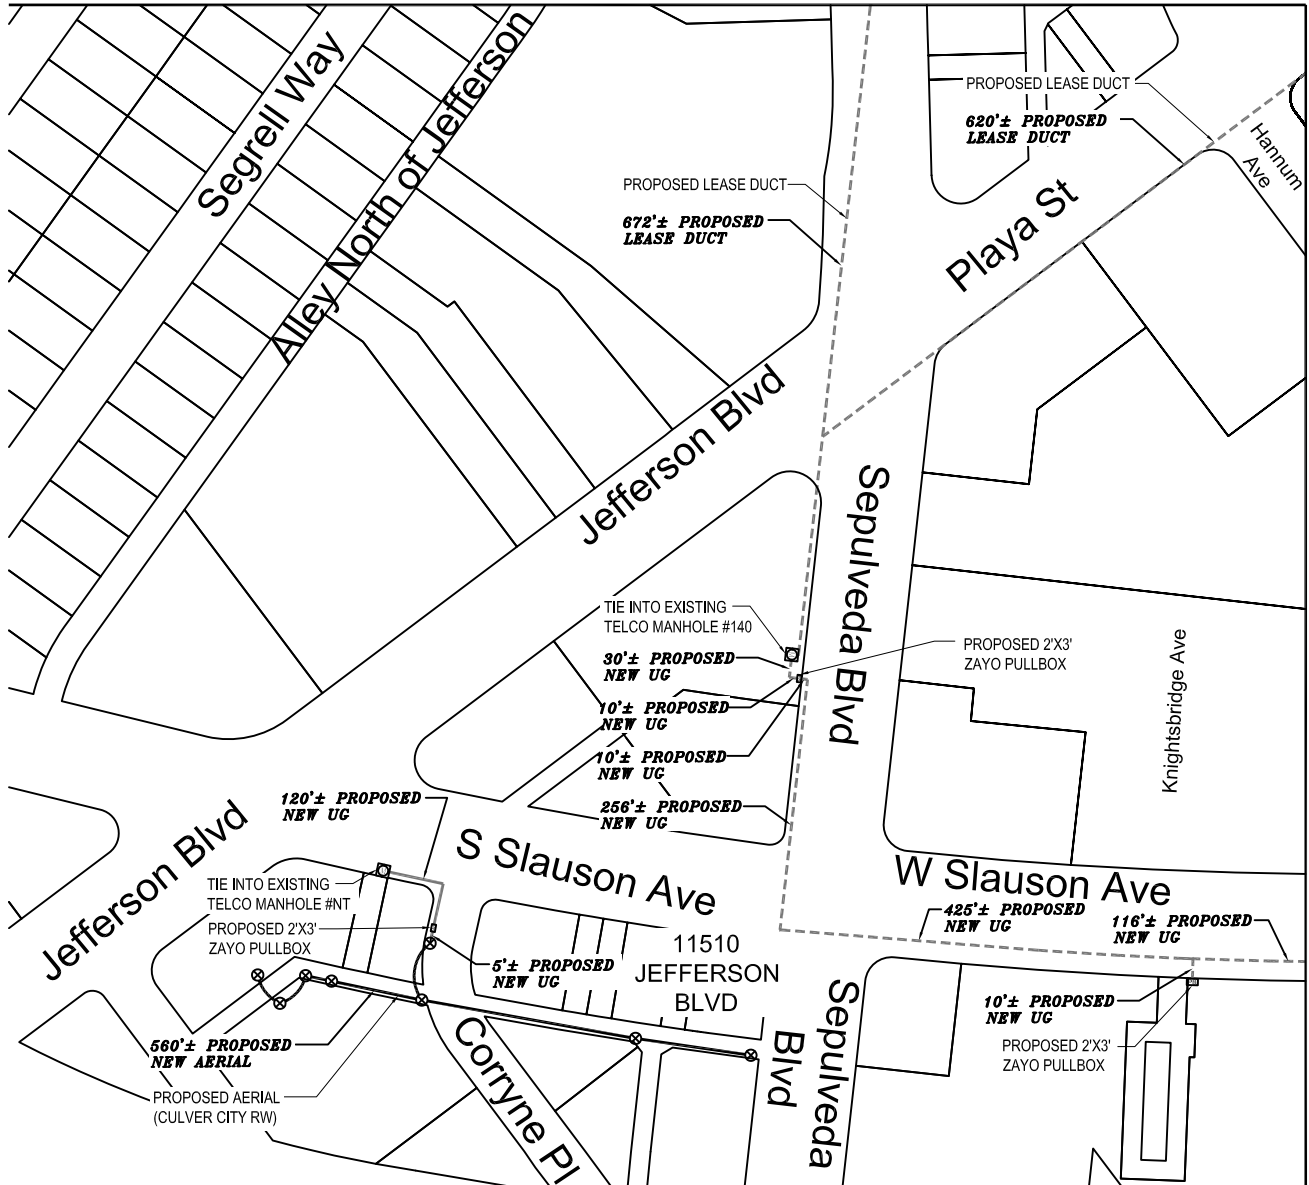 Segrell Way
Alley North of Jefferson
PROPOSED LEASE DUCT
620'± PROPOSED
LEASE DUCT
Hannum
Ave
PROPOSED LEASE DUCT
672'± PROPOSED
LEASE DUCT
Playa St
Jefferson Blvd
Sepulveda Blvd
TIE INTO EXISTING
TELCO MANHOLE #140
30'± PROPOSED
NEW UG
PROPOSED 2'X3'
ZAYO PULLBOX
Knightsbridge Ave
10'± PROPOSED
NEW UG
10'± PROPOSED
NEW UG
256'± PROPOSED
NEW UG
120'± PROPOSED
NEW UG
Jefferson Blvd
S Slauson Ave
W Slauson Ave
TIE INTO EXISTING
TELCO MANHOLE #NT
PROPOSED 2'X3'
ZAYO PULLBOX
425'± PROPOSED
NEW UG
116'± PROPOSED
NEW UG
5'± PROPOSED
NEW UG
11510
JEFFERSON
BLVD
10'± PROPOSED
NEW UG
PROPOSED 2'X3'
ZAYO PULLBOX
560'± PROPOSED
NEW AERIAL
PROPOSED AERIAL
(CULVER CITY RW)
Corryne Pl
Sepulveda
Blvd